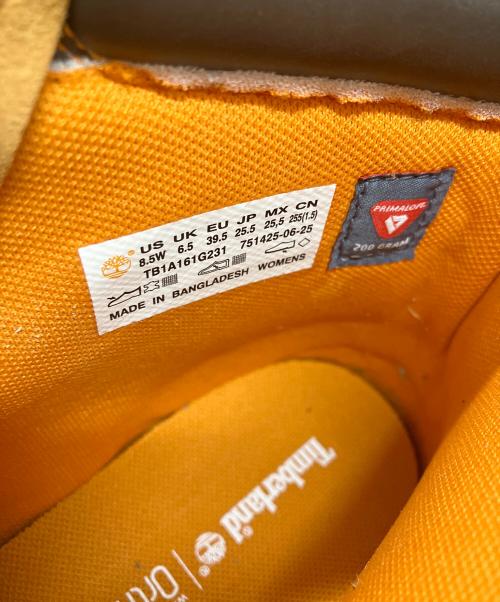 US UK EU JP MX CN
8.5W 6.5 39.5 25.5 25,5 255(1.5)
TB1A161G231 751425-06-25
MADE IN BANGLADESH WOMENS
PRIMALOFT
200 GRAM
Timberland